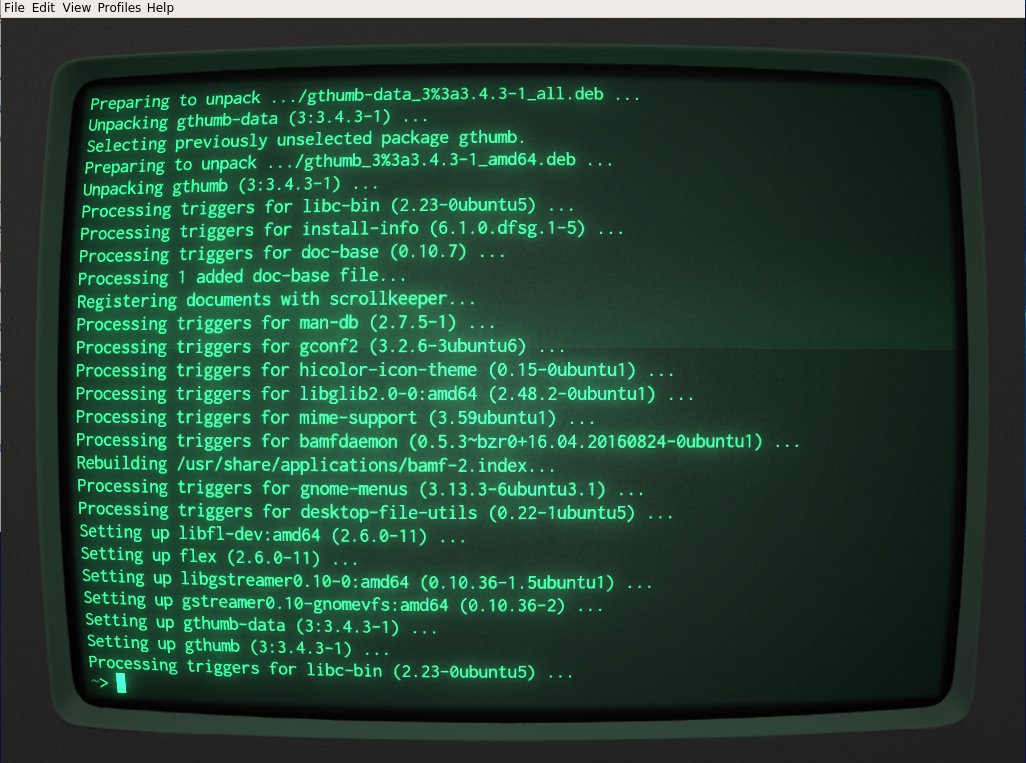 File Edit View Profiles Help
Preparing to unpack .../gthumb-data_3%3a3.4.3-1_all.deb ...
Unpacking gthumb-data (3:3.4.3-1) ...
Selecting previously unselected package gthumb.
Preparing to unpack .../gthumb_3%3a3.4.3-1_amd64.deb ...
Unpacking gthumb (3:3.4.3-1) ...
Processing triggers for libc-bin (2.23-0ubuntu5) ...
Processing triggers for install-info (6.1.0.dfsg.1-5) ...
Processing triggers for doc-base (0.10.7) ...
Processing 1 added doc-base file...
Registering documents with scrollkeeper...
Processing triggers for man-db (2.7.5-1) ...
Processing triggers for gconf2 (3.2.6-3ubuntu6) ...
Processing triggers for hicolor-icon-theme (0.15-0ubuntu1) ...
Processing triggers for libglib2.0-0:amd64 (2.48.2-0ubuntu1) ...
Processing triggers for mime-support (3.59ubuntu1) ...
Processing triggers for bamfdaemon (0.5.3~bzr0+16.04.20160824-0ubuntu1) ...
Rebuilding /usr/share/applications/bamf-2.index...
Processing triggers for gnome-menus (3.13.3-6ubuntu3.1) ...
Processing triggers for desktop-file-utils (0.22-1ubuntu5) ...
Setting up libfl-dev:amd64 (2.6.0-11) ...
Setting up flex (2.6.0-11) ...
Setting up libgstreamer0.10-0:amd64 (0.10.36-1.5ubuntu1) ...
Setting up gstreamer0.10-gnomevfs:amd64 (0.10.36-2) ...
Setting up gthumb-data (3:3.4.3-1) ...
Setting up gthumb (3:3.4.3-1) ...
Processing triggers for libc-bin (2.23-0ubuntu5) ...
~>